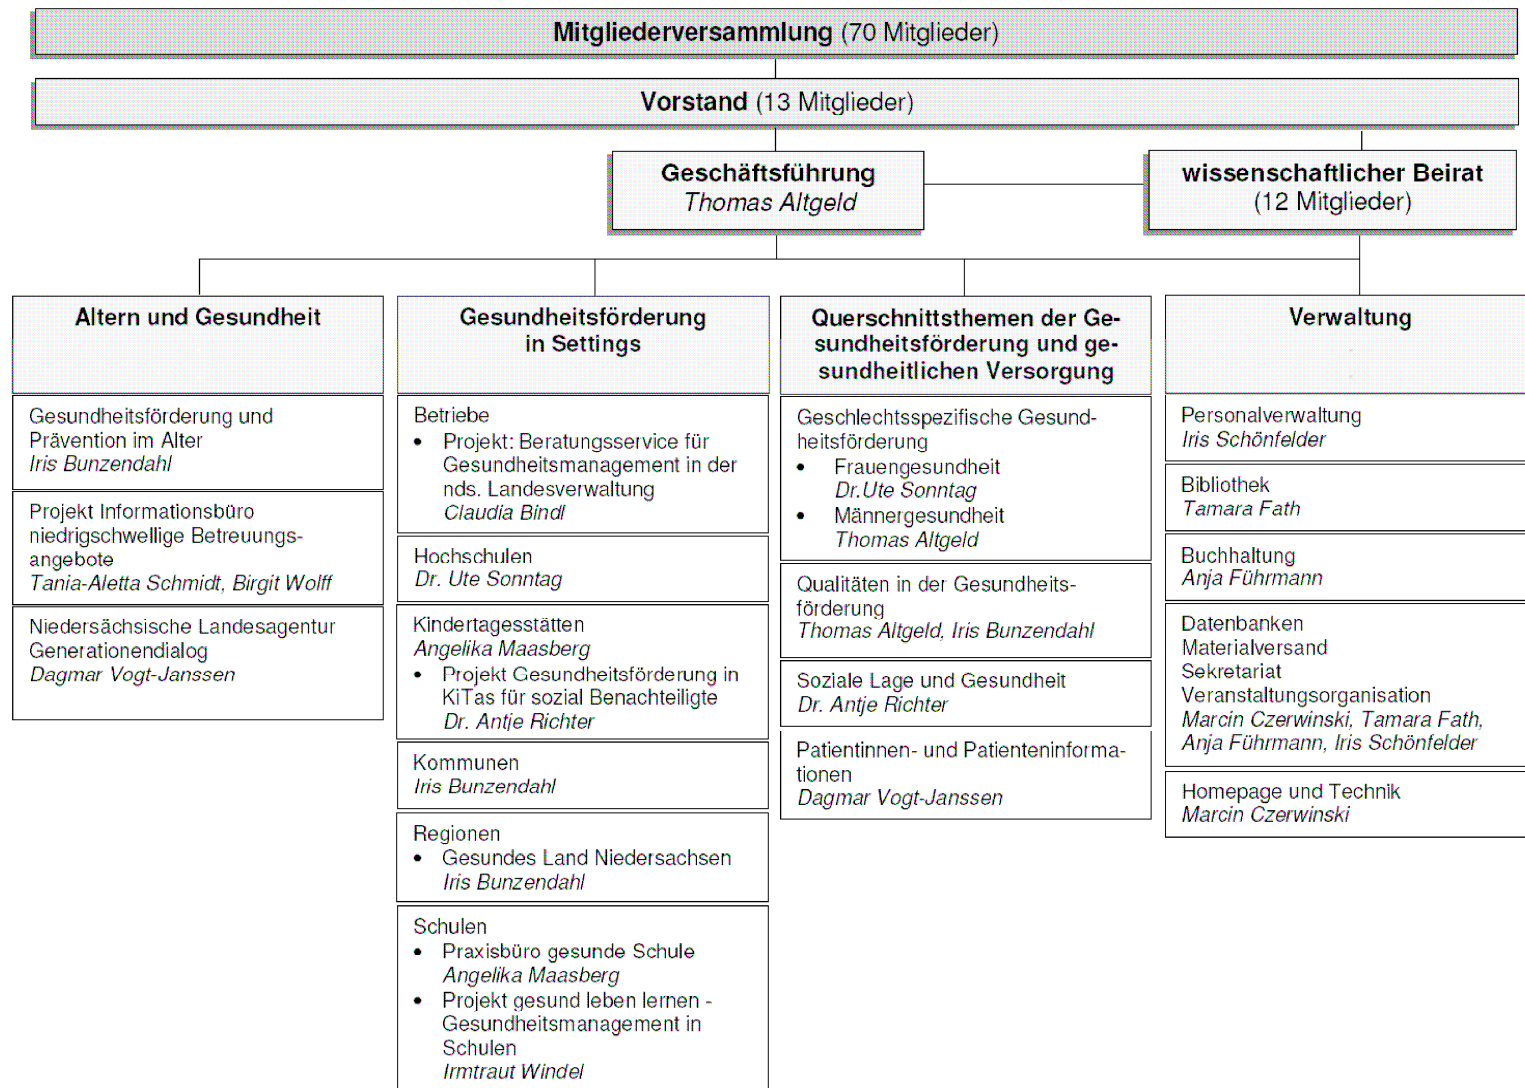 Mitgliederversammlung (70 Mitglieder)
Vorstand (13 Mitglieder)
Geschäftsführung
Thomas Altgeld
wissenschaftlicher Beirat
(12 Mitglieder)
Altern und Gesundheit
Gesundheitsförderung und
Prävention im Alter
Iris Bunzendahl
Projekt Informationsbüro
niedrigschwellige Betreuungs-
angebote
Tania-Aletta Schmidt, Birgit Wolff
Niedersächsische Landesagentur
Generationendialog
Dagmar Vogt-Janssen
Gesundheitsförderung
in Settings
Betriebe
• Projekt: Beratungsservice für
Gesundheitsmanagement in der
nds. Landesverwaltung
Claudia Bindl
Hochschulen
Dr. Ute Sonntag
Kindertagesstätten
Angelika Maasberg
• Projekt Gesundheitsförderung in
KiTas für sozial Benachteiligte
Dr. Antje Richter
Kommunen
Iris Bunzendahl
Regionen
• Gesundes Land Niedersachsen
Iris Bunzendahl
Schulen
• Praxisbüro gesunde Schule
Angelika Maasberg
• Projekt gesund leben lernen -
Gesundheitsmanagement in
Schulen
Irmtraut Windel
Querschnittsthemen der Ge-
sundheitsförderung und ge-
sundheitlichen Versorgung
Geschlechtsspezifische Gesund-
heitsförderung
• Frauengesundheit
Dr.Ute Sonntag
• Männergesundheit
Thomas Altgeld
Qualitäten in der Gesundheits-
förderung
Thomas Altgeld, Iris Bunzendahl
Soziale Lage und Gesundheit
Dr. Antje Richter
Patientinnen- und Patienteninforma-
tionen
Dagmar Vogt-Janssen
Verwaltung
Personalverwaltung
Iris Schönfelder
Bibliothek
Tamara Fath
Buchhaltung
Anja Führmann
Datenbanken
Materialversand
Sekretariat
Veranstaltungsorganisation
Marcin Czerwinski, Tamara Fath,
Anja Führmann, Iris Schönfelder
Homepage und Technik
Marcin Czerwinski